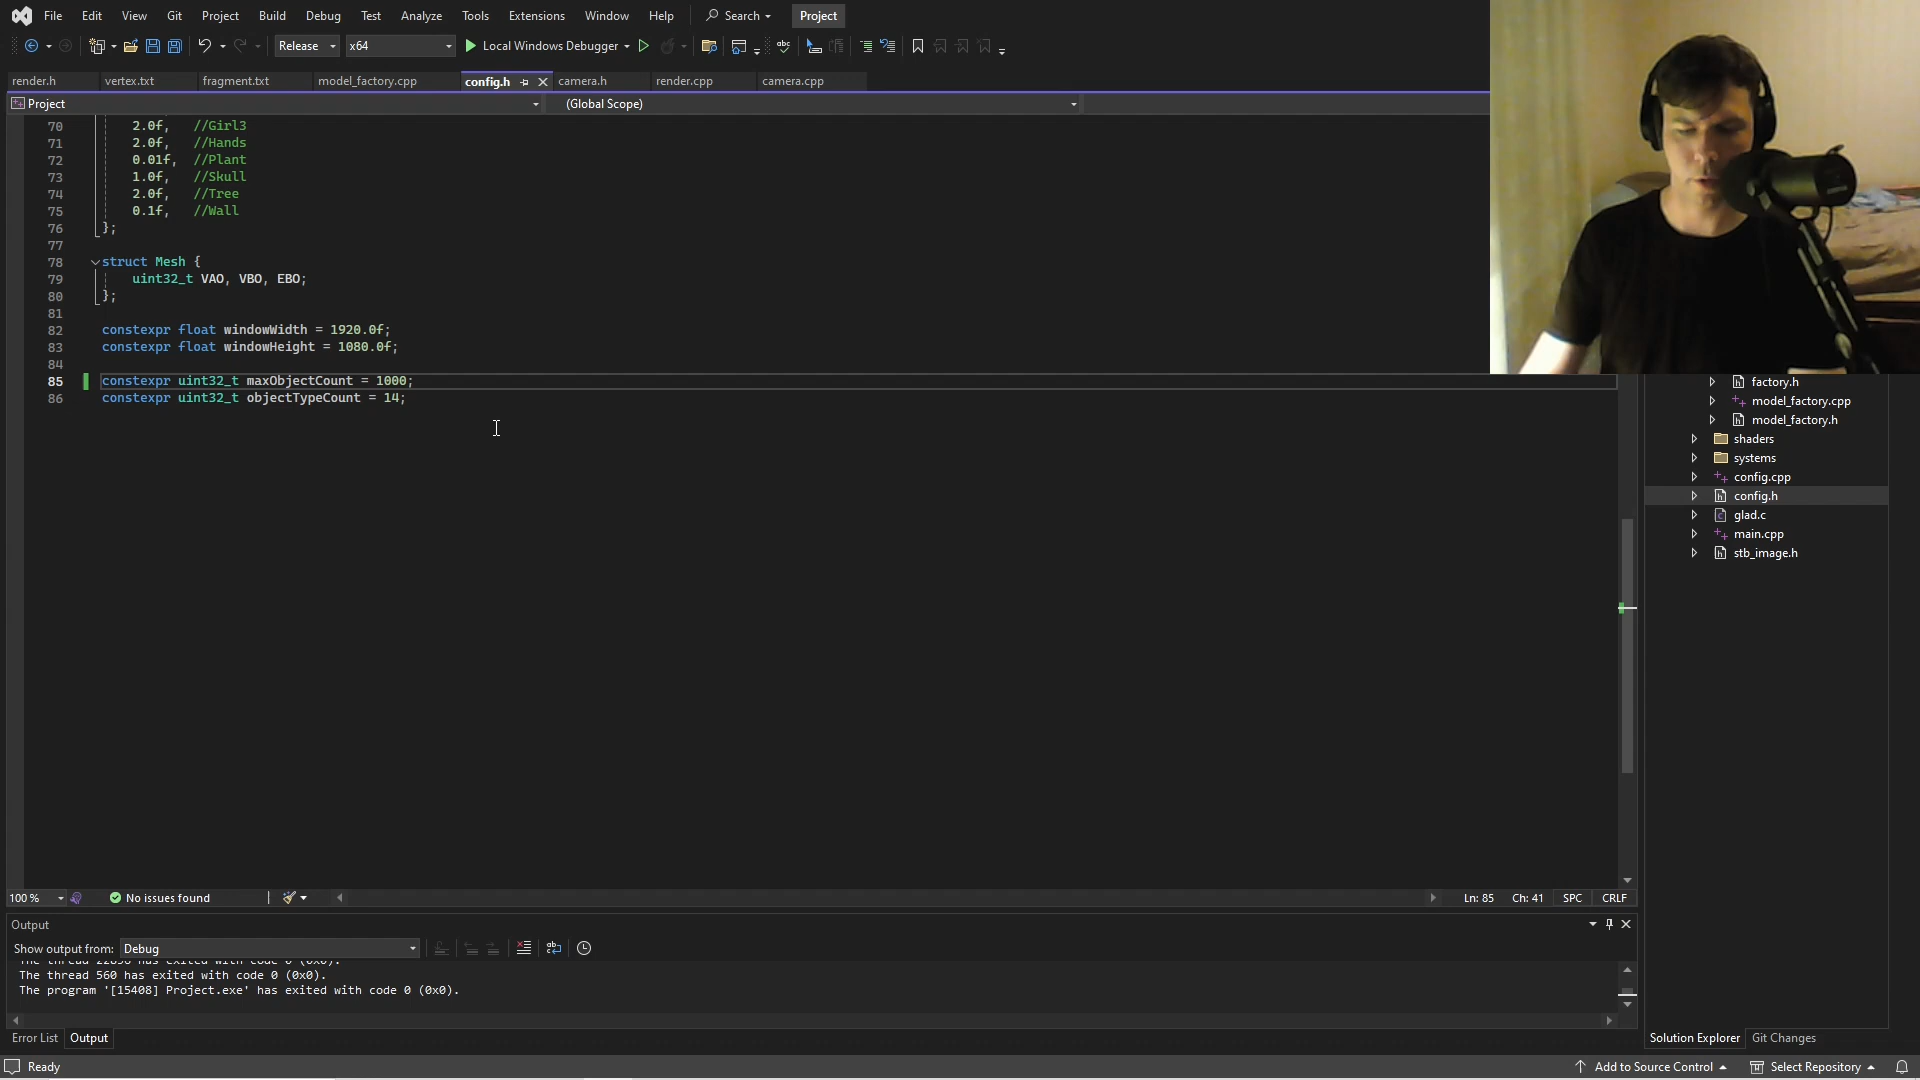 File Edit View Git Project Build Debug Test Analyze Tools Extensions Window Help Search Project
Release x64 Local Windows Debugger
render.h vertex.txt fragment.txt model_factory.cpp config.h camera.h render.cpp camera.cpp
Project (Global Scope)
70 2.0f, //Girl3
71 2.0f, //Hands
72 0.01f, //Plant
73 1.0f, //Skull
74 2.0f, //Tree
75 0.1f, //Wall
76 };
77
78 struct Mesh {
79 uint32_t VAO, VBO, EBO;
80 };
81
82 constexpr float windowWidth = 1920.0f;
83 constexpr float windowHeight = 1080.0f;
84
85 constexpr uint32_t maxObjectCount = 1000;
86 constexpr uint32_t objectTypeCount = 14;
factory.h
model_factory.cpp
model_factory.h
shaders
systems
config.cpp
config.h
glad.c
main.cpp
stb_image.h
100 % No issues found Ln: 85 Ch: 41 SPC CRLF
Output
Show output from: Debug
has exited with code 0 (0x0).
The thread 560 has exited with code 0 (0x0).
The program '[15408] Project.exe' has exited with code 0 (0x0).
Error List Output
Solution Explorer Git Changes
Ready Add to Source Control Select Repository